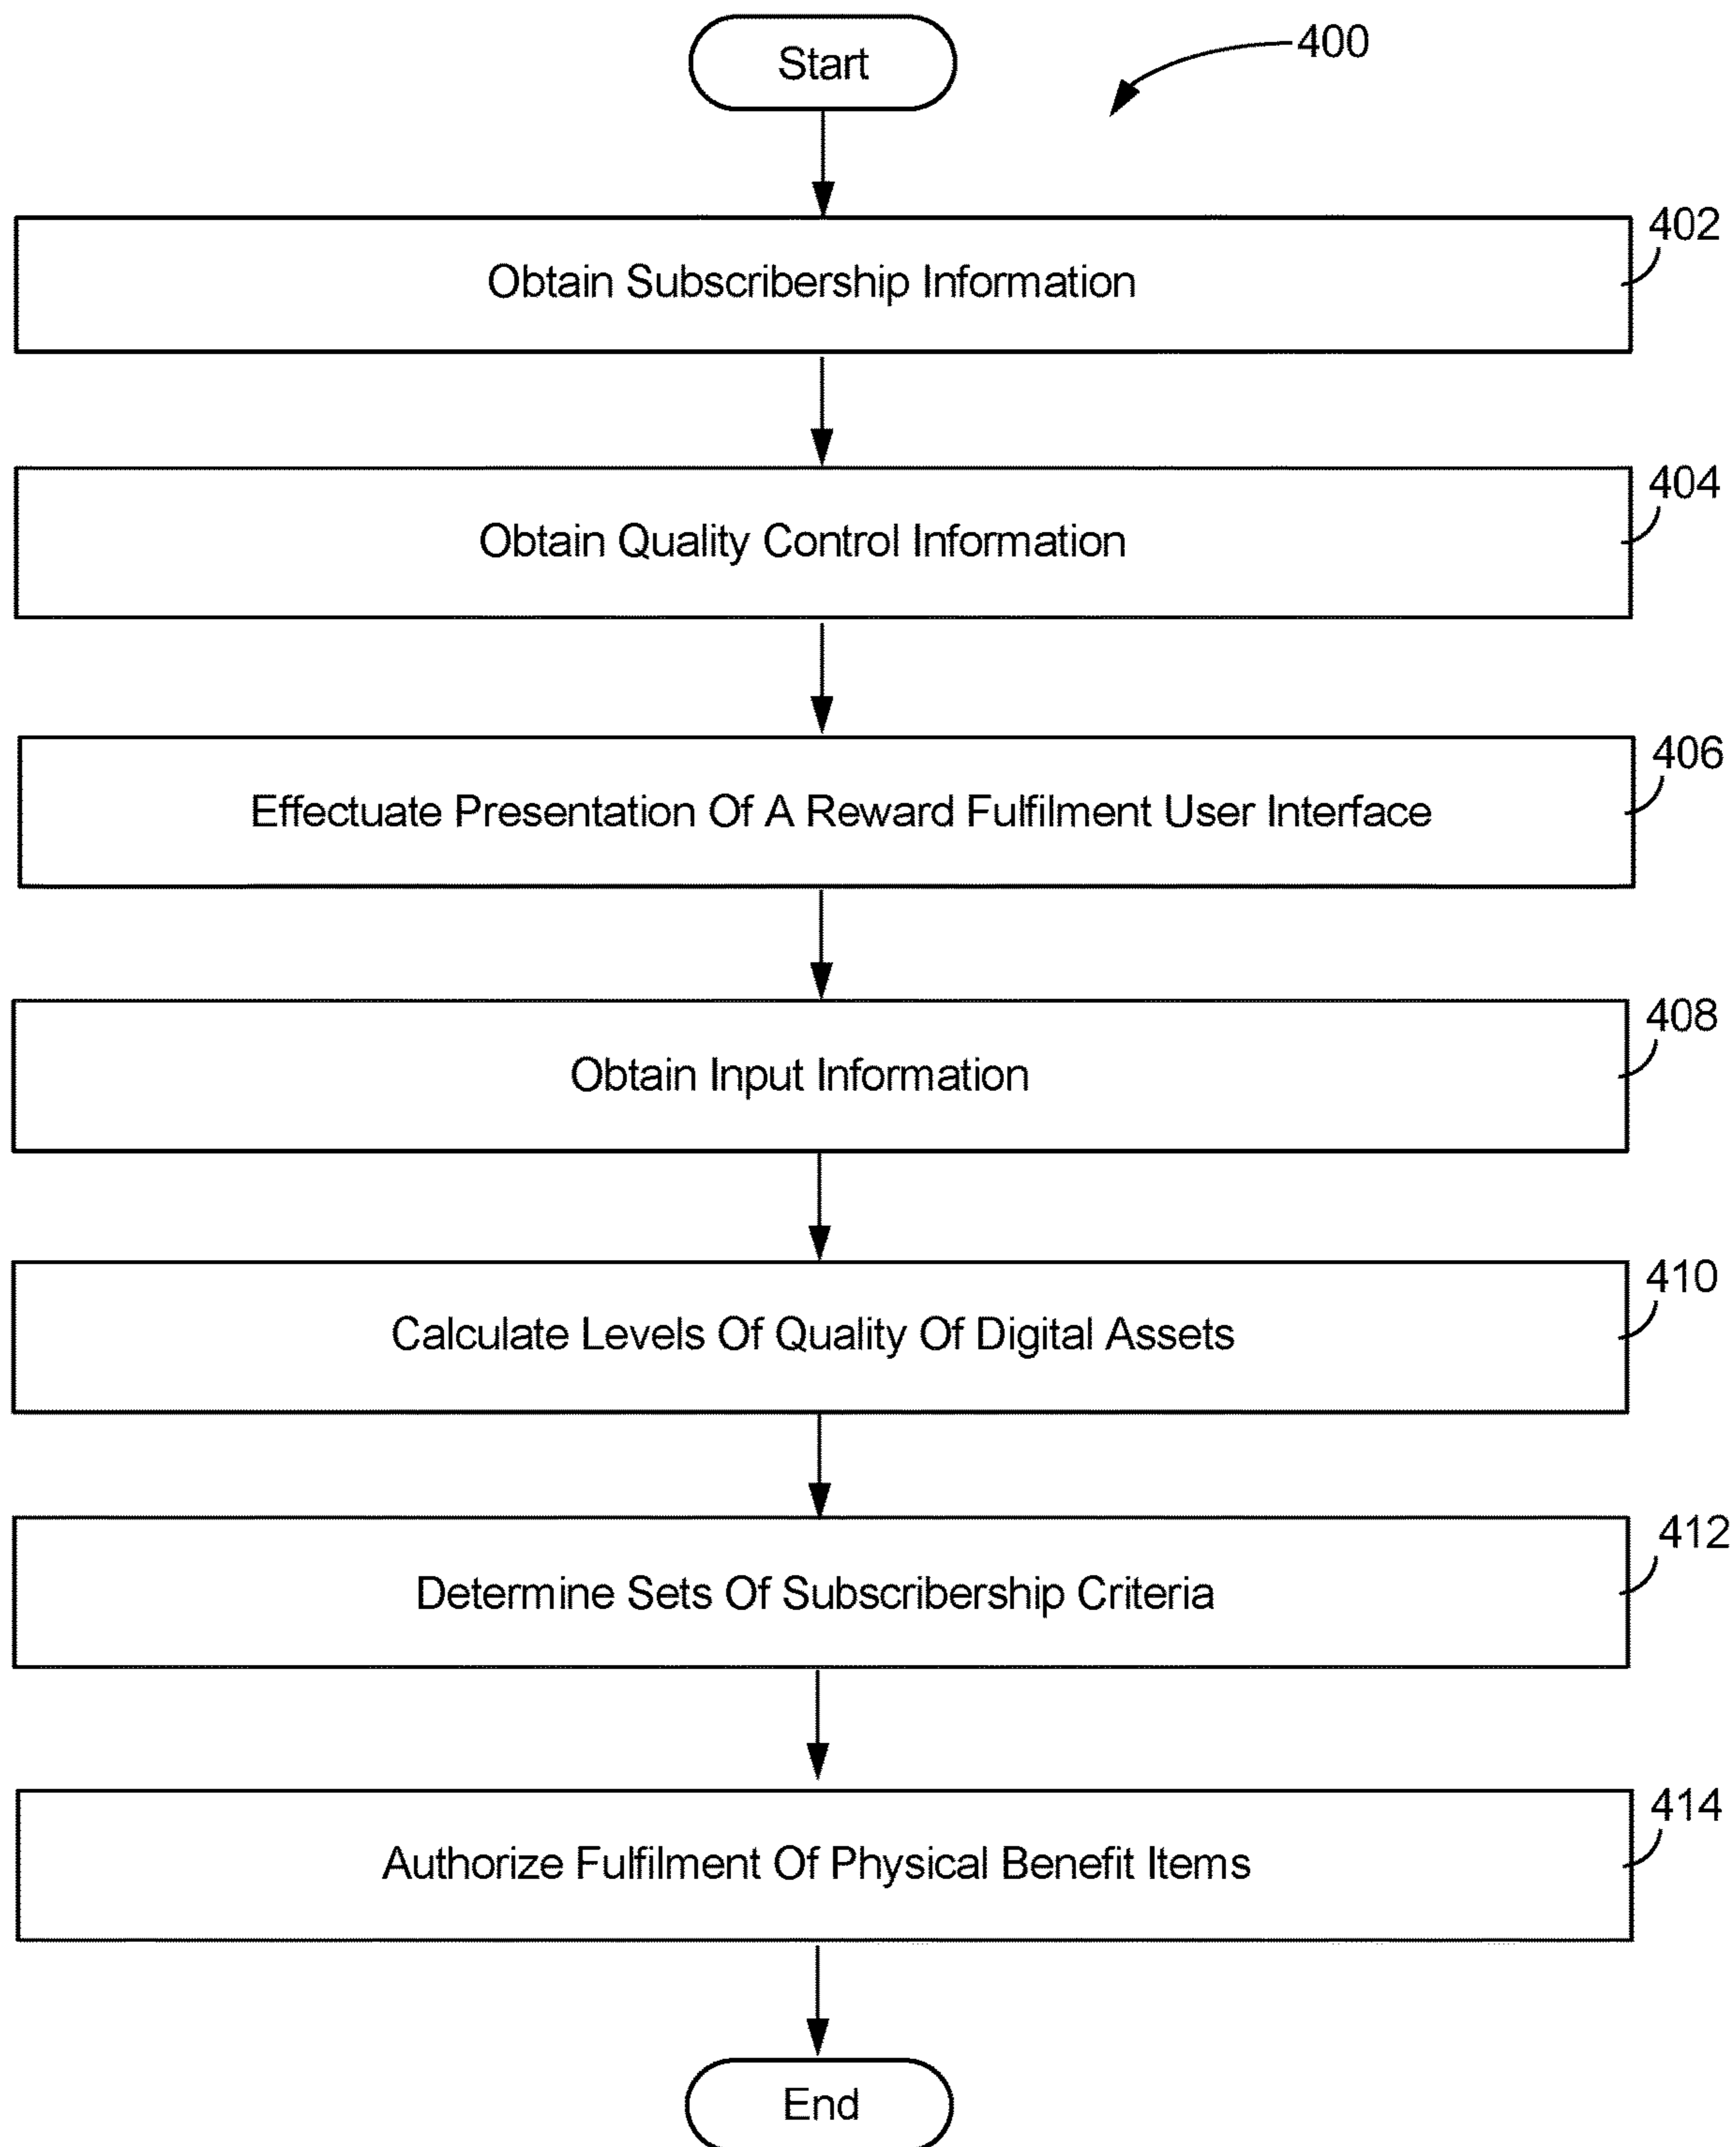 Start
400
402
Obtain Subscribership Information
404
Obtain Quality Control Information
406
Effectuate Presentation Of A Reward Fulfilment User Interface
408
Obtain Input Information
410
Calculate Levels Of Quality Of Digital Assets
412
Determine Sets Of Subscribership Criteria
414
Authorize Fulfilment Of Physical Benefit Items
End